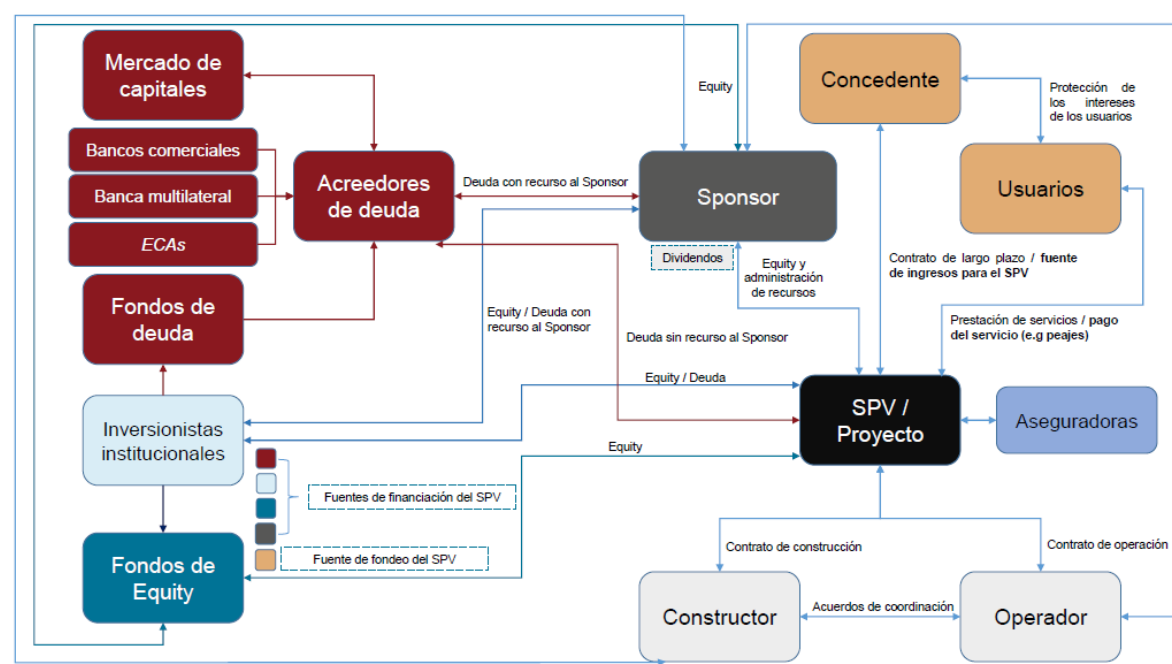 Mercado de
capitales
Bancos comerciales
Banca multilateral
ECAs
Acreedores
de deuda
Fondos de
deuda
Inversionistas
institucionales
Fondos de
Equity
Equity
Deuda con recurso al Sponsor
Sponsor
Dividendos
Equity y
administración
de recursos
Equity / Deuda con
recurso al Sponsor
Deuda sin recurso al Sponsor
Equity / Deuda
Equity
Concedente
Protección de
los intereses
de los usuarios
Usuarios
Contrato de largo plazo / fuente
de ingresos para el SPV
Prestación de servicios / pago
del servicio (e.g peajes)
SPV /
Proyecto
Aseguradoras
Fuentes de financiación del SPV
Fuente de fondeo del SPV
Contrato de construcción
Contrato de operación
Constructor
Acuerdos de coordinación
Operador